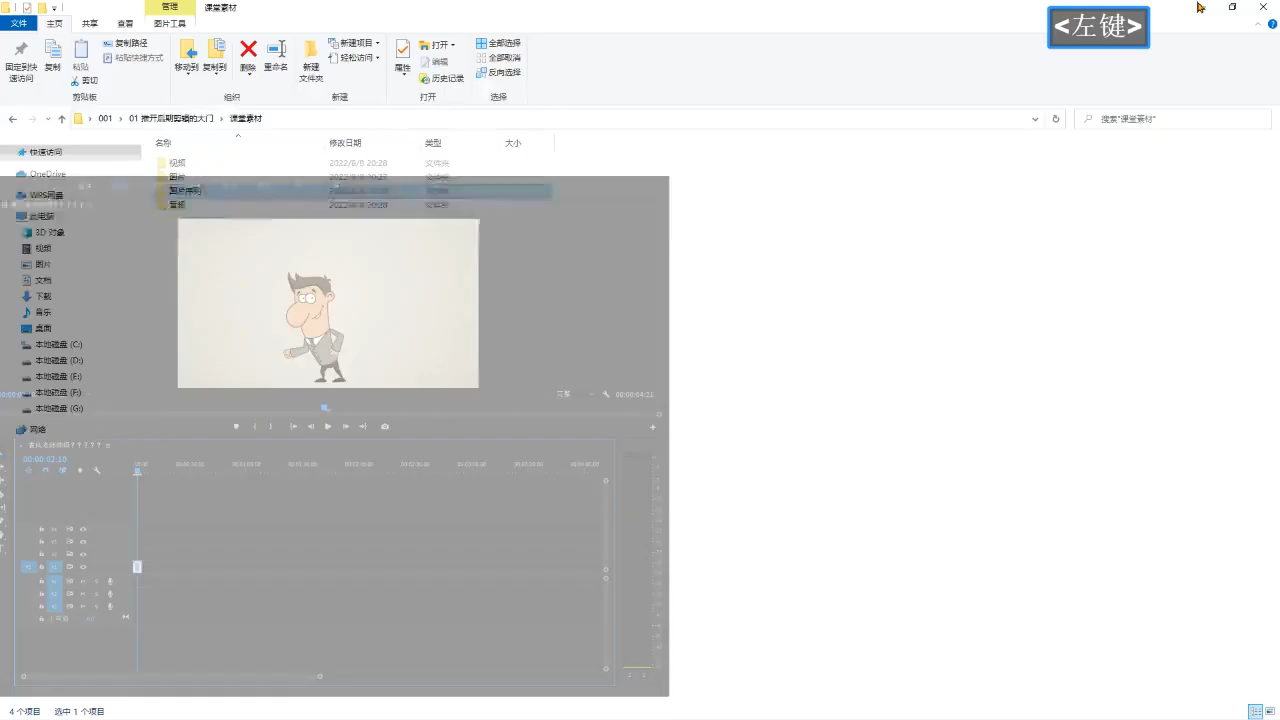 管理
课堂素材
文件
主页
共享
查看
图片工具
<左键>
固定到快速访问
复制
粘贴
复制路径
粘贴快捷方式
剪切
剪贴板
移动到
复制到
删除
重命名
组织
新建项目
轻松访问
新建文件夹
新建
属性
打开
编辑
历史记录
打开
全部选择
全部取消
反向选择
选择
001 › 01 推开后期剪辑的大门 › 课堂素材
搜索"课堂素材"
名称
修改日期
类型
大小
快速访问
视频
2022/8/8 20:28
文件夹
OneDrive
图片
WPS网盘
图片序列
此电脑
音频
3D 对象
视频
图片
文档
下载
音乐
桌面
本地磁盘 (C:)
本地磁盘 (D:)
本地磁盘 (E:)
本地磁盘 (F:)
本地磁盘 (G:)
网络
完整
00:00:04:21
00:00:02:10
4 个项目
选中 1 个项目